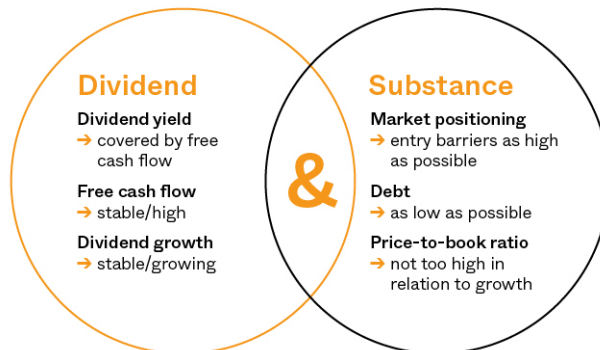 Dividend
Dividend yield
→ covered by free
cash flow
Free cash flow
→ stable/high
Dividend growth
→ stable/growing
&
Substance
Market positioning
→ entry barriers as high
as possible
Debt
→ as low as possible
Price-to-book ratio
→ not too high in
relation to growth